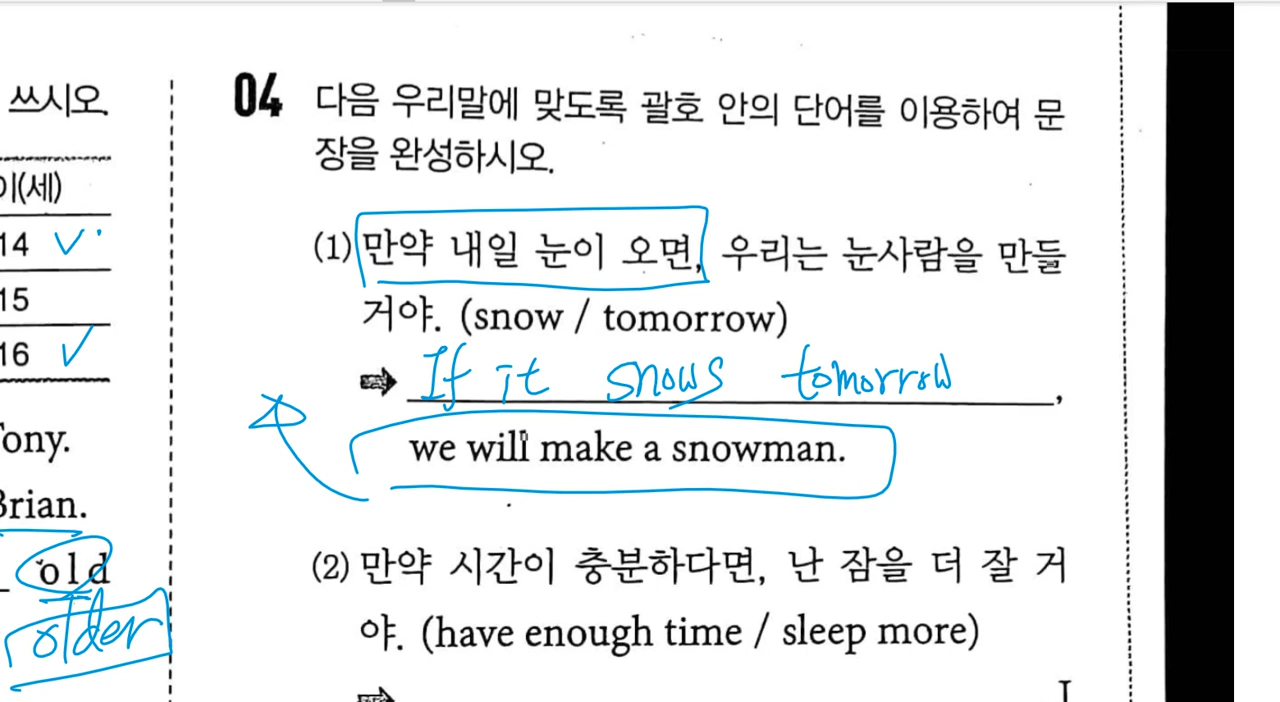 쓰시오.
이(세)
14
15
16
Tony.
Brian.
old
older
04 다음 우리말에 맞도록 괄호 안의 단어를 이용하여 문
장을 완성하시오.
(1) 만약 내일 눈이 오면, 우리는 눈사람을 만들
거야. (snow / tomorrow)
⇒ If it snows tomorrow,
we will make a snowman.
(2) 만약 시간이 충분하다면, 난 잠을 더 잘 거
야. (have enough time / sleep more)
⇒ I